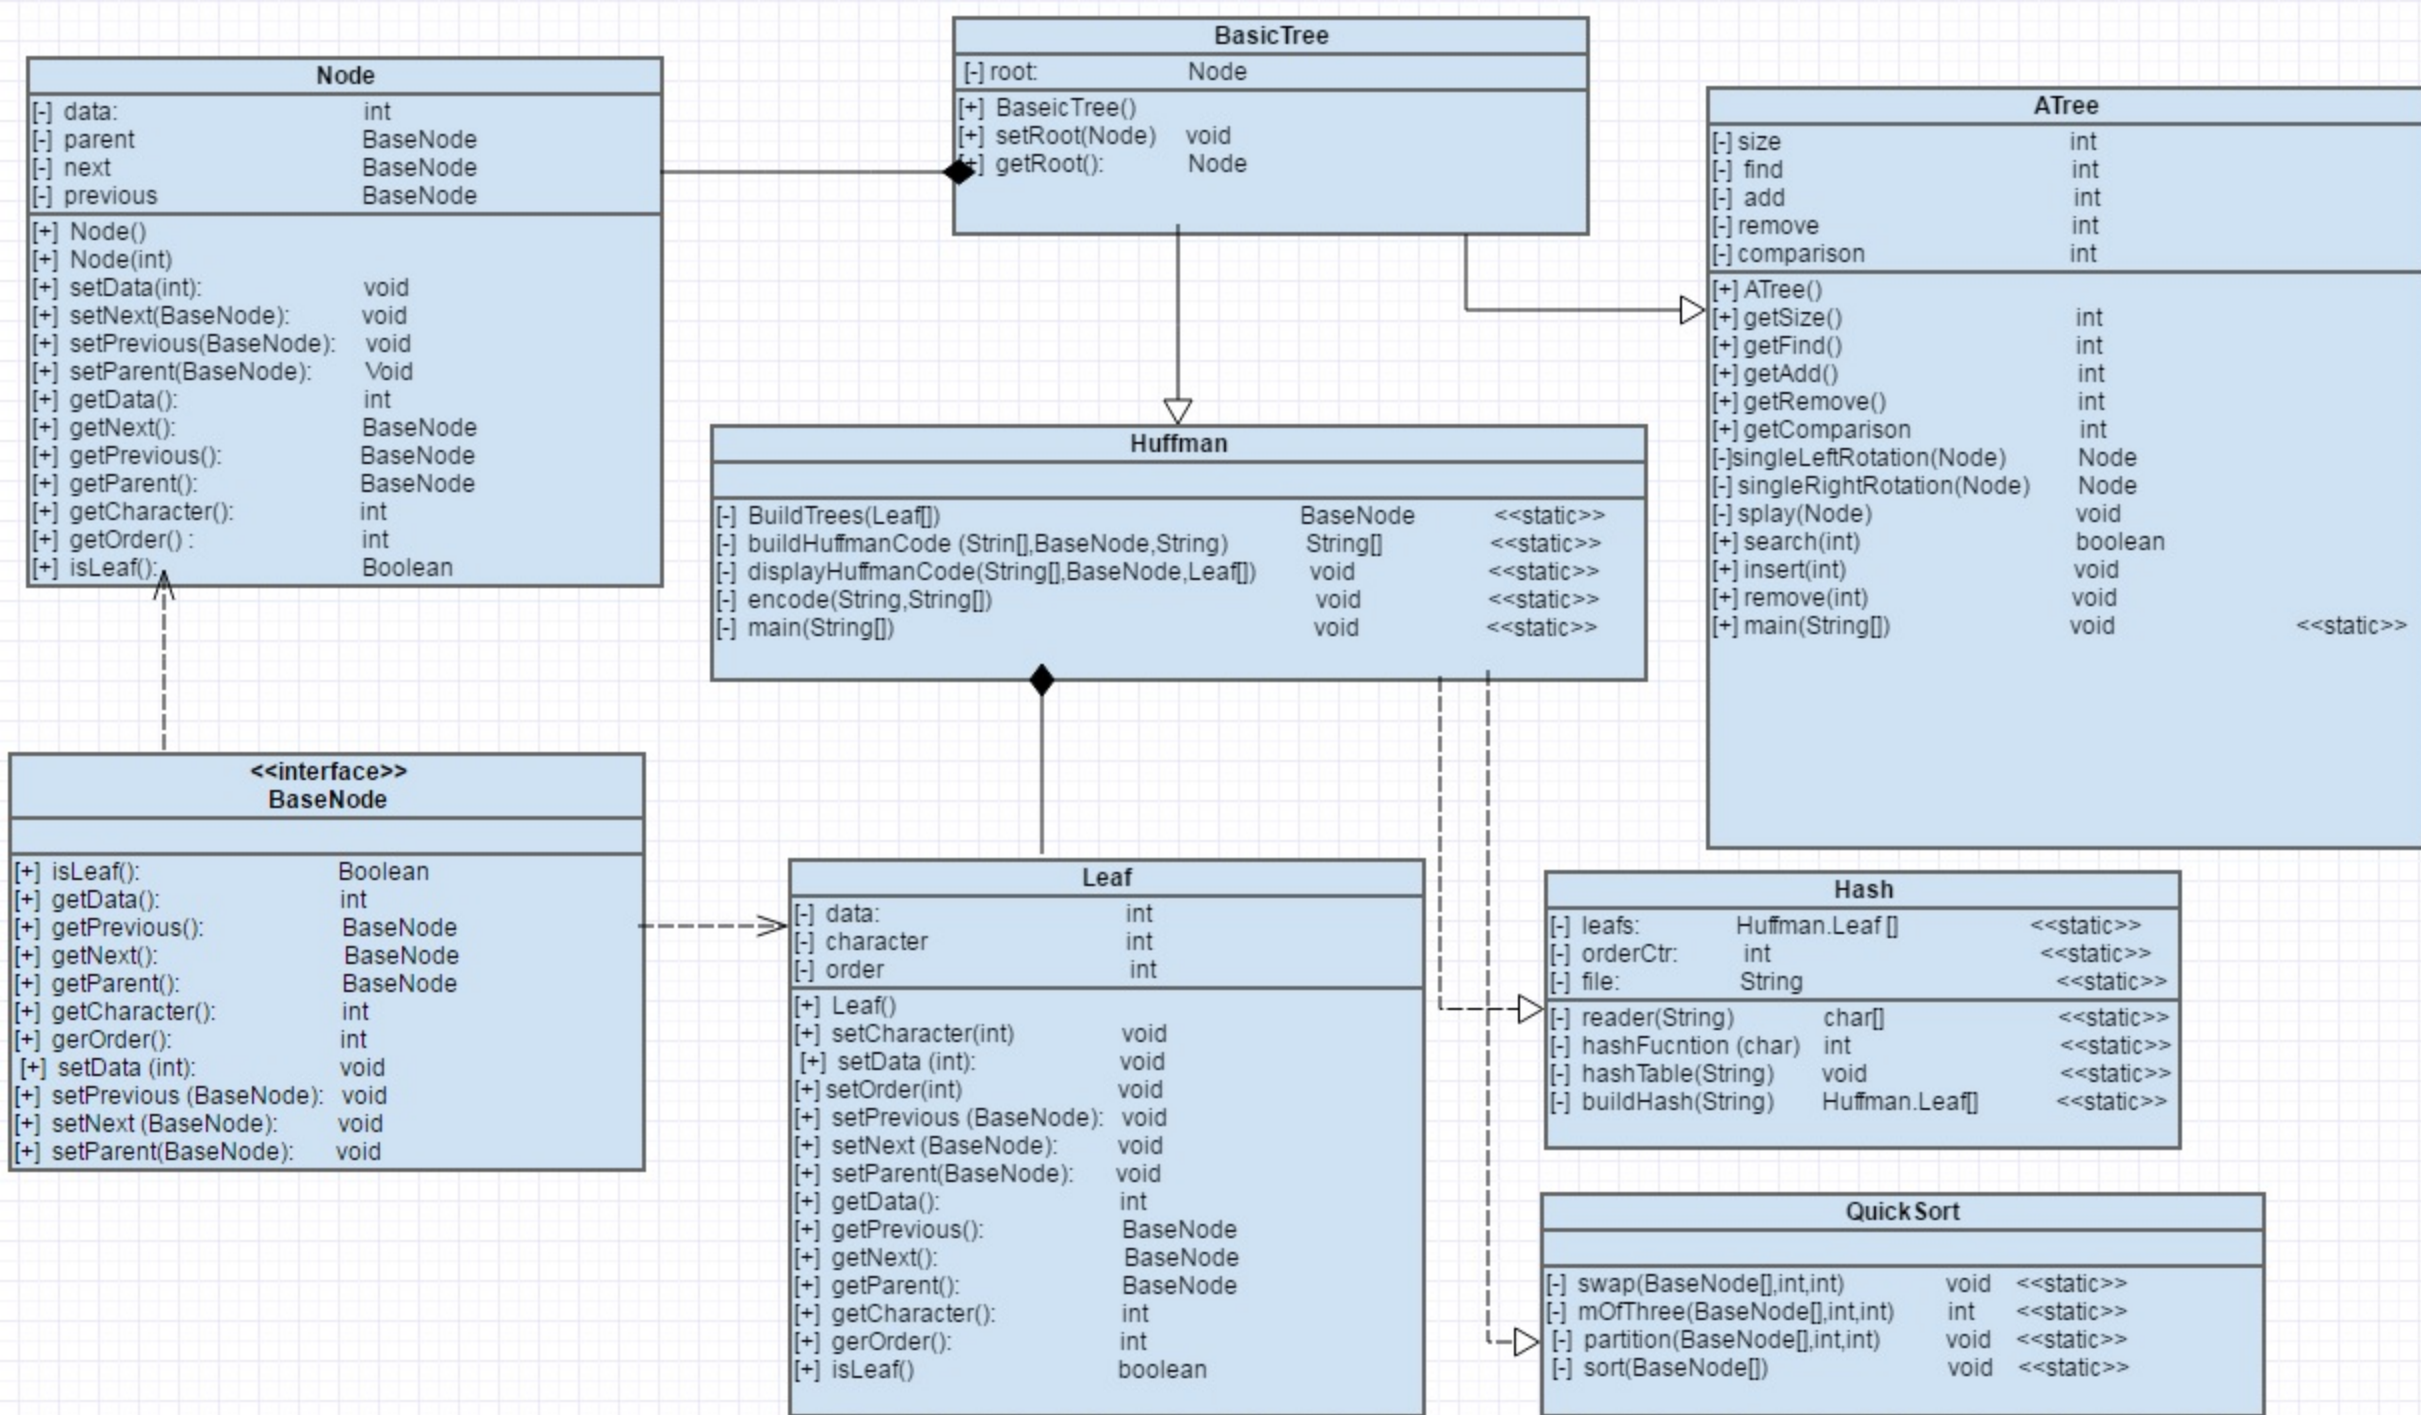 Node
[-] data: int
[-] parent BaseNode
[-] next BaseNode
[-] previous BaseNode
[+] Node()
[+] Node(int)
[+] setData(int): void
[+] setNext(BaseNode): void
[+] setPrevious(BaseNode): void
[+] setParent(BaseNode): Void
[+] getData(): int
[+] getNext(): BaseNode
[+] getPrevious(): BaseNode
[+] getParent(): BaseNode
[+] getCharacter(): int
[+] getOrder() : int
[+] isLeaf(): Boolean
BasicTree
[-] root: Node
[+] BaseicTree()
[+] setRoot(Node) void
[+] getRoot(): Node
ATree
[-] size int
[-] find int
[-] add int
[-] remove int
[-] comparison int
[+] ATree()
[+] getSize() int
[+] getFind() int
[+] getAdd() int
[+] getRemove() int
[+] getComparison int
[-]singleLeftRotation(Node) Node
[-] singleRightRotation(Node) Node
[-] splay(Node) void
[+] search(int) boolean
[+] insert(int) void
[+] remove(int) void
[+] main(String[]) void <<static>>
Huffman
[-] BuildTrees(Leaf[]) BaseNode <<static>>
[-] buildHuffmanCode (Strin[],BaseNode,String) String[] <<static>>
[-] displayHuffmanCode(String[],BaseNode,Leaf[]) void <<static>>
[-] encode(String,String[]) void <<static>>
[-] main(String[]) void <<static>>
<<interface>>
BaseNode
[+] isLeaf(): Boolean
[+] getData(): int
[+] getPrevious(): BaseNode
[+] getNext(): BaseNode
[+] getParent(): BaseNode
[+] getCharacter(): int
[+] gerOrder(): int
[+] setData (int): void
[+] setPrevious (BaseNode): void
[+] setNext (BaseNode): void
[+] setParent(BaseNode): void
Leaf
[-] data: int
[-] character int
[-] order int
[+] Leaf()
[+] setCharacter(int) void
[+] setData (int): void
[+] setOrder(int) void
[+] setPrevious (BaseNode): void
[+] setNext (BaseNode): void
[+] setParent(BaseNode): void
[+] getData(): int
[+] getPrevious(): BaseNode
[+] getNext(): BaseNode
[+] getParent(): BaseNode
[+] getCharacter(): int
[+] gerOrder(): int
[+] isLeaf() boolean
Hash
[-] leafs: Huffman.Leaf [] <<static>>
[-] orderCtr: int <<static>>
[-] file: String <<static>>
[-] reader(String) char[] <<static>>
[-] hashFucntion (char) int <<static>>
[-] hashTable(String) void <<static>>
[-] buildHash(String) Huffman.Leaf[] <<static>>
QuickSort
[-] swap(BaseNode[],int,int) void <<static>>
[-] mOfThree(BaseNode[],int,int) int <<static>>
[-] partition(BaseNode[],int,int) void <<static>>
[-] sort(BaseNode[]) void <<static>>